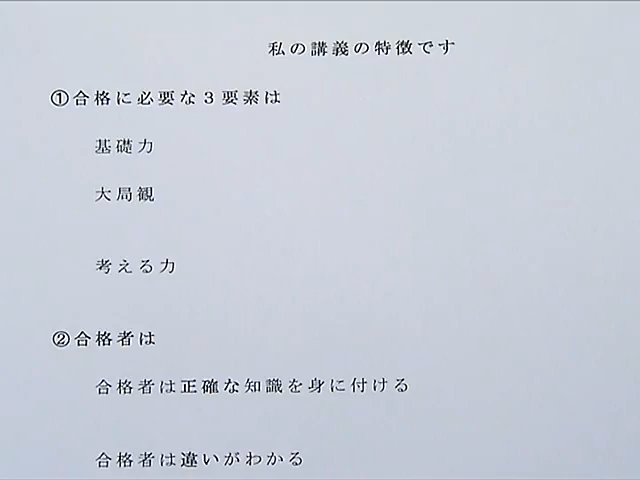 私の講義の特徴です
①合格に必要な３要素は
基礎力
大局観
考える力
②合格者は
合格者は正確な知識を身に付ける
合格者は違いがわかる